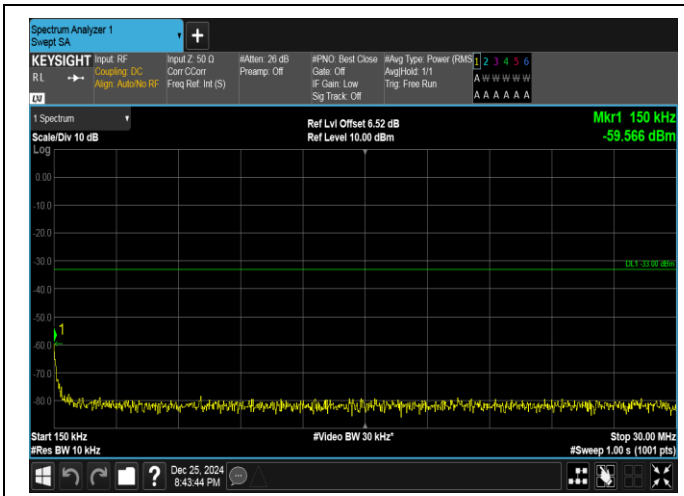 Spectrum Analyzer 1
Swept SA
+
KEYSIGHT
RL
LXI
Input: RF
Coupling: DC
Align: Auto/No RF
Input Z: 50 Ω
Corr CCorr
Freq Ref: Int (S)
#Atten: 26 dB
Preamp: Off
#PNO: Best Close
Gate: Off
IF Gain: Low
Sig Track: Off
#Avg Type: Power (RMS
Avg|Hold: 1/1
Trig: Free Run
1 2 3 4 5 6
A W W W W W
A A A A A A
1 Spectrum
Scale/Div 10 dB
Log
Ref Lvl Offset 6.52 dB
Ref Level 10.00 dBm
Mkr1 150 kHz
-59.566 dBm
0.00
-10.0
-20.0
-30.0
DL1 -33.00 dBm
-40.0
-50.0
1
-60.0
-70.0
-80.0
Start 150 kHz
#Res BW 10 kHz
#Video BW 30 kHz*
Stop 30.00 MHz
#Sweep 1.00 s (1001 pts)
?
Dec 25, 2024
8:43:44 PM